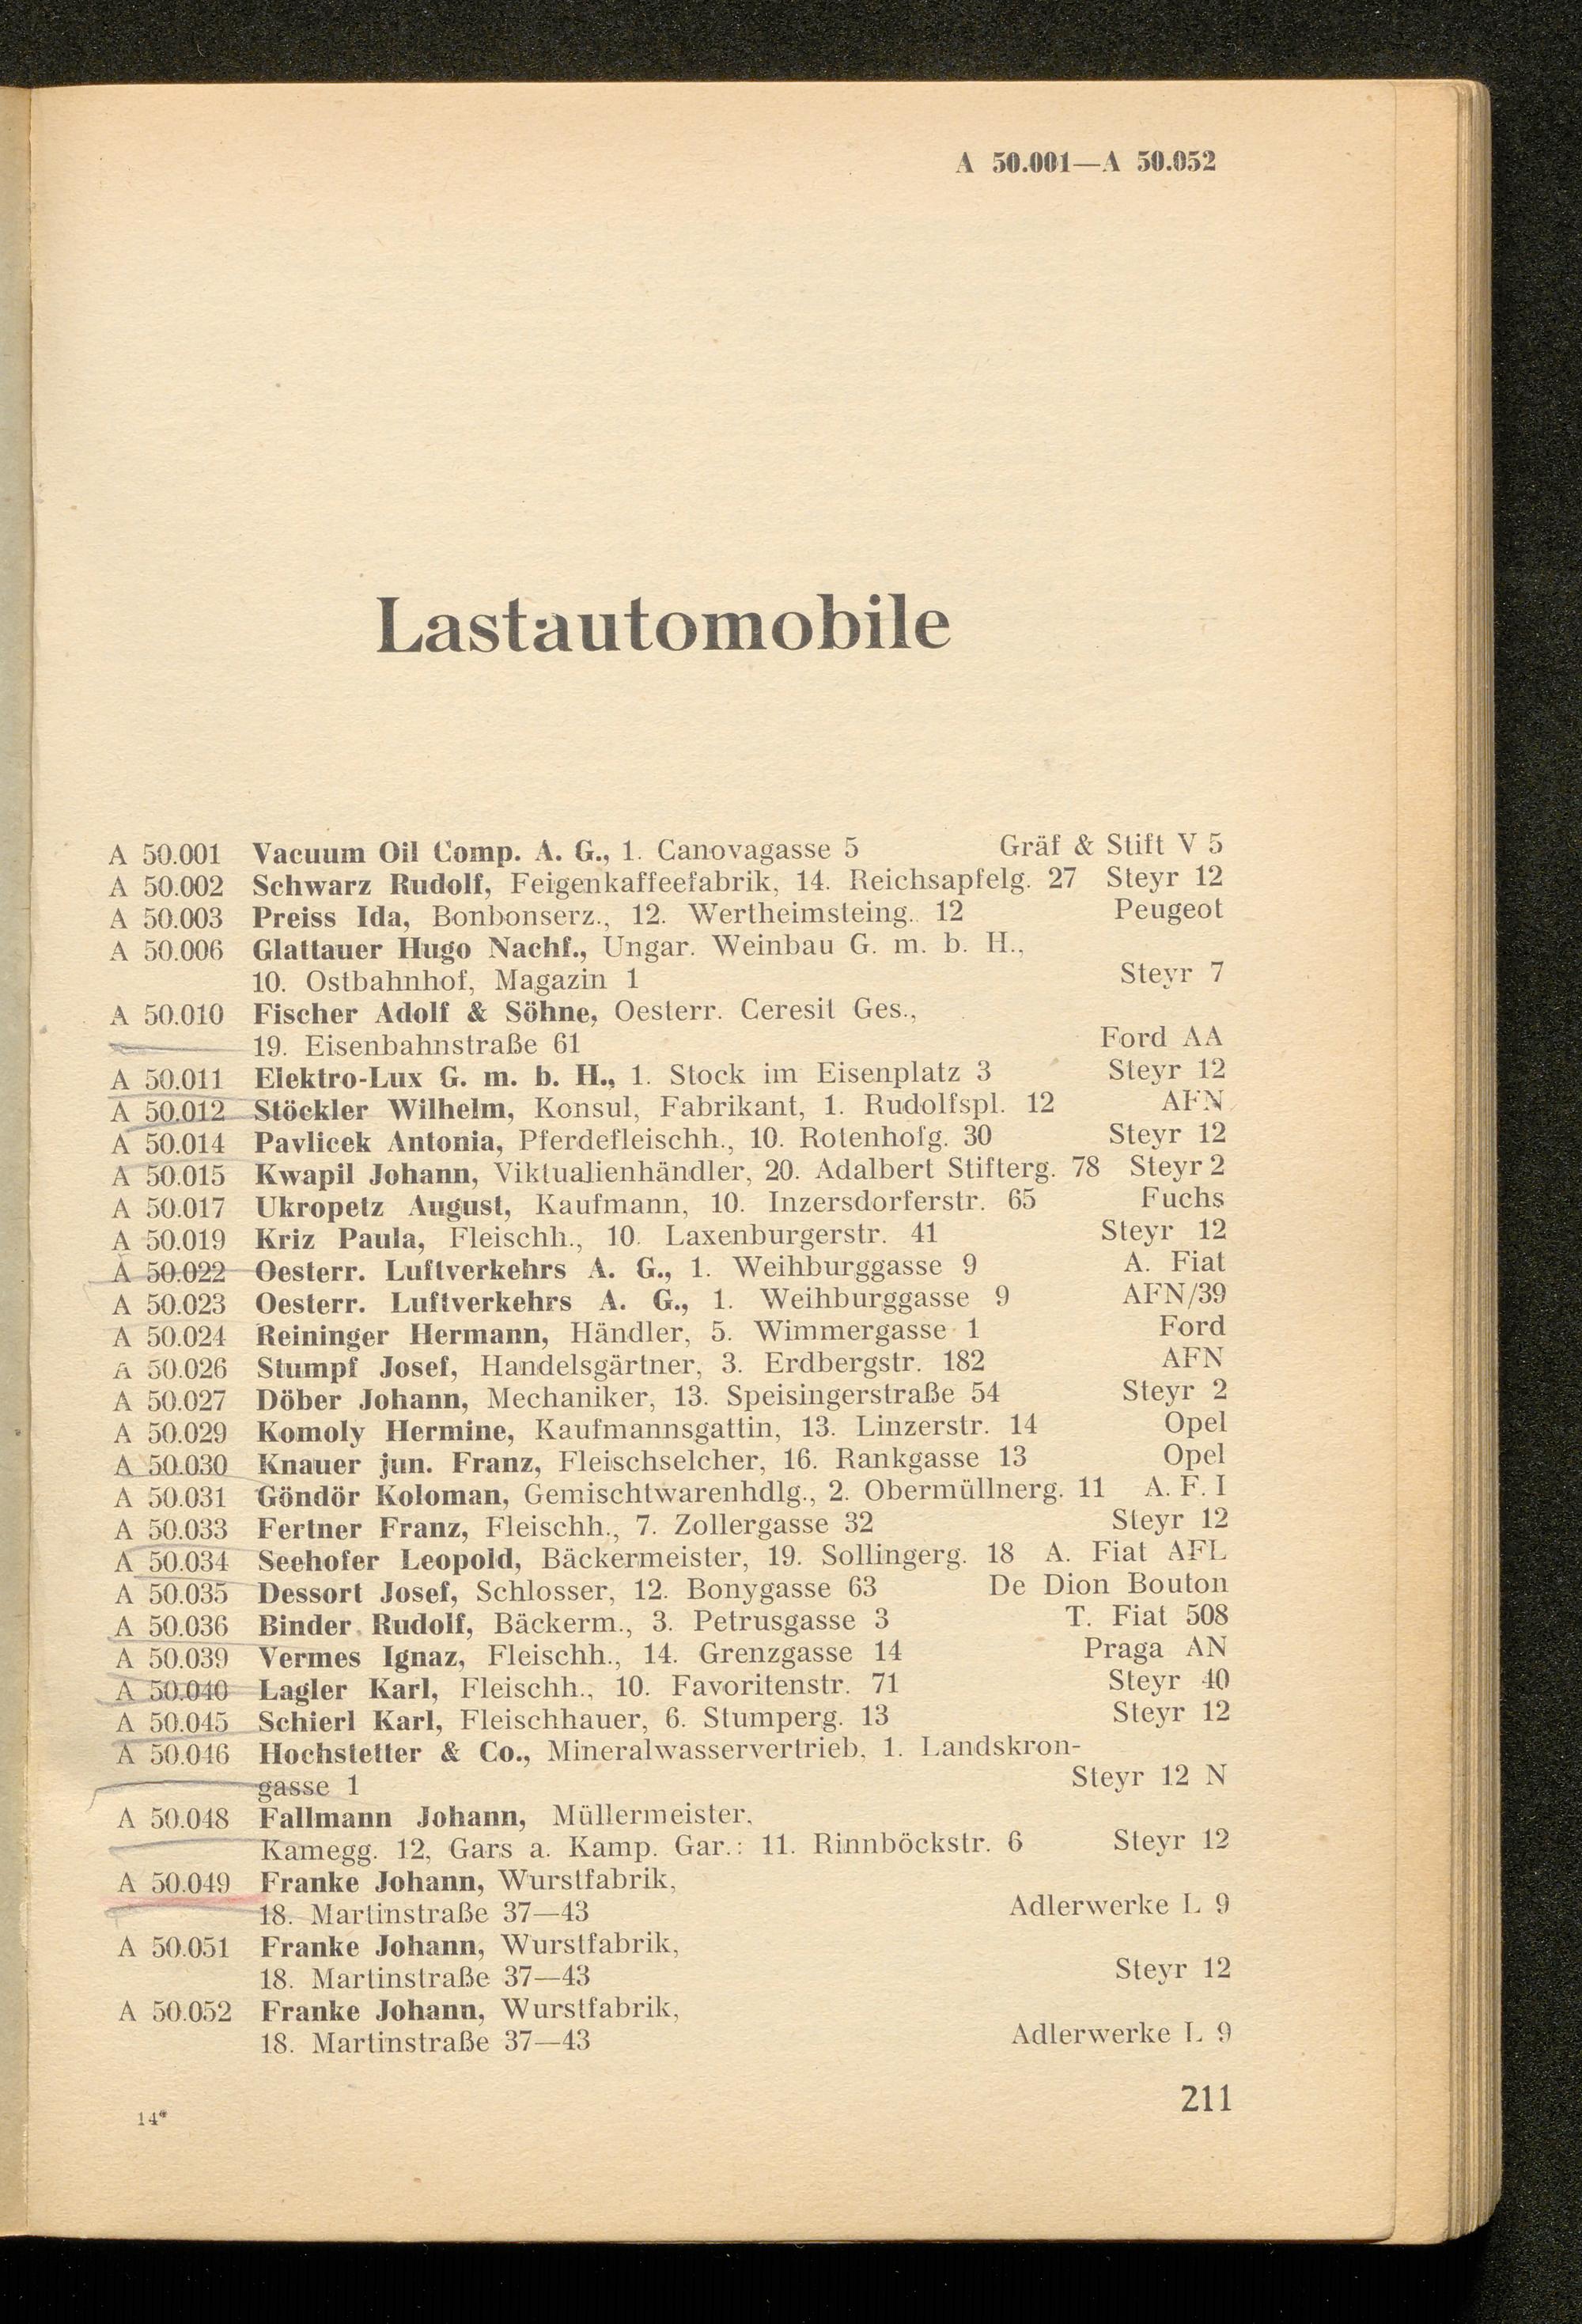 A 50.001—A 50.052
Lastautomobile
A 50.001 Vacuum Oil Comp. A. G., 1. Canovagasse 5 Gräf & Stift V 5
A 50.002 Schwarz Rudolf, Feigenkaffeefabrik, 14. Reichsapfelg. 27 Steyr 12
A 50.003 Preiss Ida, Bonbonserz., 12. Wertheimsteing. 12 Peugeot
A 50.006 Glattauer Hugo Nachf., Ungar. Weinbau G. m. b. H.,
10. Ostbahnhof, Magazin 1 Steyr 7
A 50.010 Fischer Adolf & Söhne, Oesterr. Ceresit Ges.,
19. Eisenbahnstraße 61 Ford AA
A 50.011 Elektro-Lux G. m. b. H., 1. Stock im Eisenplatz 3 Steyr 12
A 50.012 Stöckler Wilhelm, Konsul, Fabrikant, 1. Rudolfspl. 12 AFN
A 50.014 Pavlicek Antonia, Pferdefleischh., 10. Rotenhofg. 30 Steyr 12
A 50.015 Kwapil Johann, Viktualienhändler, 20. Adalbert Stifterg. 78 Steyr 2
A 50.017 Ukropetz August, Kaufmann, 10. Inzersdorferstr. 65 Fuchs
A 50.019 Kriz Paula, Fleischh., 10. Laxenburgerstr. 41 Steyr 12
A 50.022 Oesterr. Luftverkehrs A. G., 1. Weihburggasse 9 A. Fiat
A 50.023 Oesterr. Luftverkehrs A. G., 1. Weihburggasse 9 AFN/39
A 50.024 Reininger Hermann, Händler, 5. Wimmergasse 1 Ford
A 50.026 Stumpf Josef, Handelsgärtner, 3. Erdbergstr. 182 AFN
A 50.027 Döber Johann, Mechaniker, 13. Speisingerstraße 54 Steyr 2
A 50.029 Komoly Hermine, Kaufmannsgattin, 13. Linzerstr. 14 Opel
A 50.030 Knauer jun. Franz, Fleischselcher, 16. Rankgasse 13 Opel
A 50.031 Göndör Koloman, Gemischtwarenhdlg., 2. Obermüllnerg. 11 A. F. I
A 50.033 Fertner Franz, Fleischh., 7. Zollergasse 32 Steyr 12
A 50.034 Seehofer Leopold, Bäckermeister, 19. Sollingerg. 18 A. Fiat AFL
A 50.035 Dessort Josef, Schlosser, 12. Bonygasse 63 De Dion Bouton
A 50.036 Binder Rudolf, Bäckerm., 3. Petrusgasse 3 T. Fiat 508
A 50.039 Vermes Ignaz, Fleischh., 14. Grenzgasse 14 Praga AN
A 50.040 Lagler Karl, Fleischh., 10. Favoritenstr. 71 Steyr 40
A 50.045 Schierl Karl, Fleischhauer, 6. Stumperg. 13 Steyr 12
A 50.046 Hochstetter & Co., Mineralwasservertrieb, 1. Landskron-
gasse 1 Steyr 12 N
A 50.048 Fallmann Johann, Müllermeister,
Kamegg. 12, Gars a. Kamp. Gar.: 11. Rinnböckstr. 6 Steyr 12
A 50.049 Franke Johann, Wurstfabrik,
18. Martinstraße 37—43 Adlerwerke L 9
A 50.051 Franke Johann, Wurstfabrik,
18. Martinstraße 37—43 Steyr 12
A 50.052 Franke Johann, Wurstfabrik,
18. Martinstraße 37—43 Adlerwerke L 9
14*
211